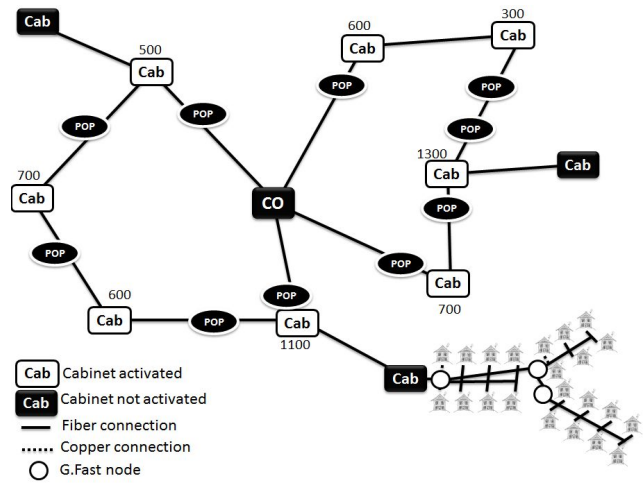 Cab
500
Cab
600
Cab
300
Cab
POP
POP
POP
POP
POP
1300
Cab
Cab
700
Cab
CO
POP
POP
POP
Cab
700
600
Cab
POP
POP
Cab
1100
Cab
Cab Cabinet activated
Cab Cabinet not activated
Fiber connection
Copper connection
G.Fast node